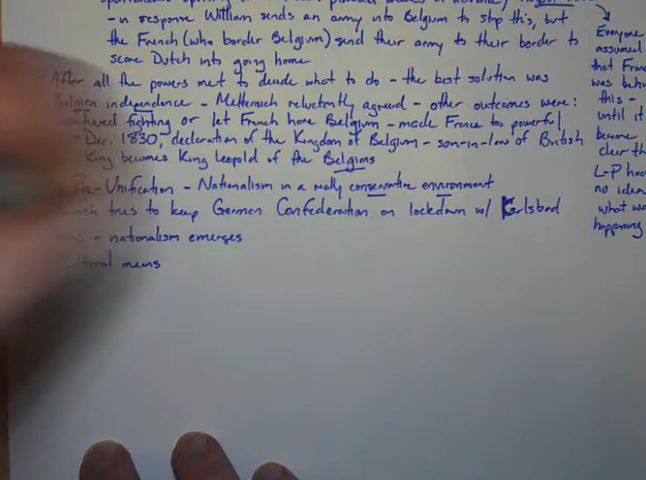 - in response William sends an army into Belgium to stop this, but
the French (who border Belgium) send their army to their border to
scare Dutch into going home
- After all the powers met to decide what to do - the best solution was
Belgian independence - Metternich reluctantly agreed - other outcomes were:
fighting or let French have Belgium - made France too powerful
- Dec. 1830, declaration of the Kingdom of Belgium - son-in-law of British
King becomes King Leopold of the Belgians
Unification - Nationalism in a really conservative environment
tries to keep German Confederation on lockdown w/ Karlsbad
- nationalism emerges
means
Everyone
assumed
that France
was behind
this -
until it
became
clear th
L-P had
no idea
what was
happening